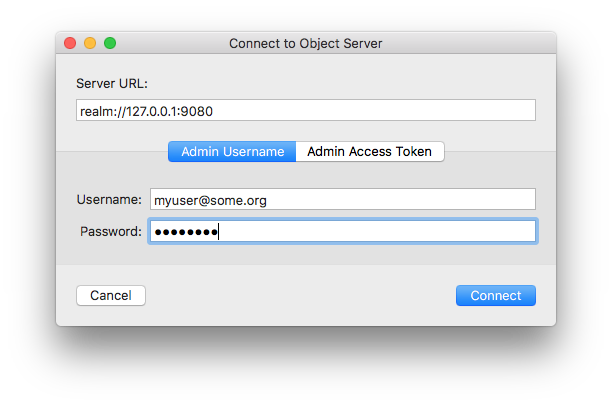 Connect to Object Server
Server URL:
realm://127.0.0.1:9080
Admin Username Admin Access Token
Username: myuser@some.org
Password: ●●●●●●●●
Cancel Connect